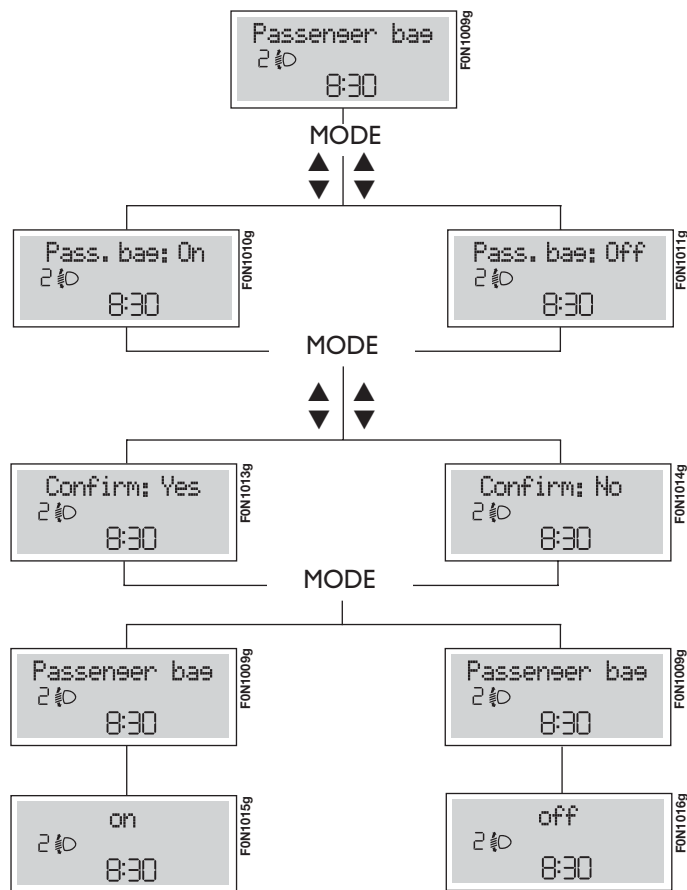 Passenger bag
2
8:30
F0N1009g
MODE
▲ ▲
▼ ▼
Pass. bag: On
2
8:30
F0N1010g
Pass. bag: Off
2
8:30
F0N1011g
MODE
▲ ▲
▼ ▼
Confirm: Yes
2
8:30
F0N1013g
Confirm: No
2
8:30
F0N1014g
MODE
Passenger bag
2
8:30
F0N1009g
Passenger bag
2
8:30
F0N1009g
on
2
8:30
F0N1015g
off
2
8:30
F0N1016g